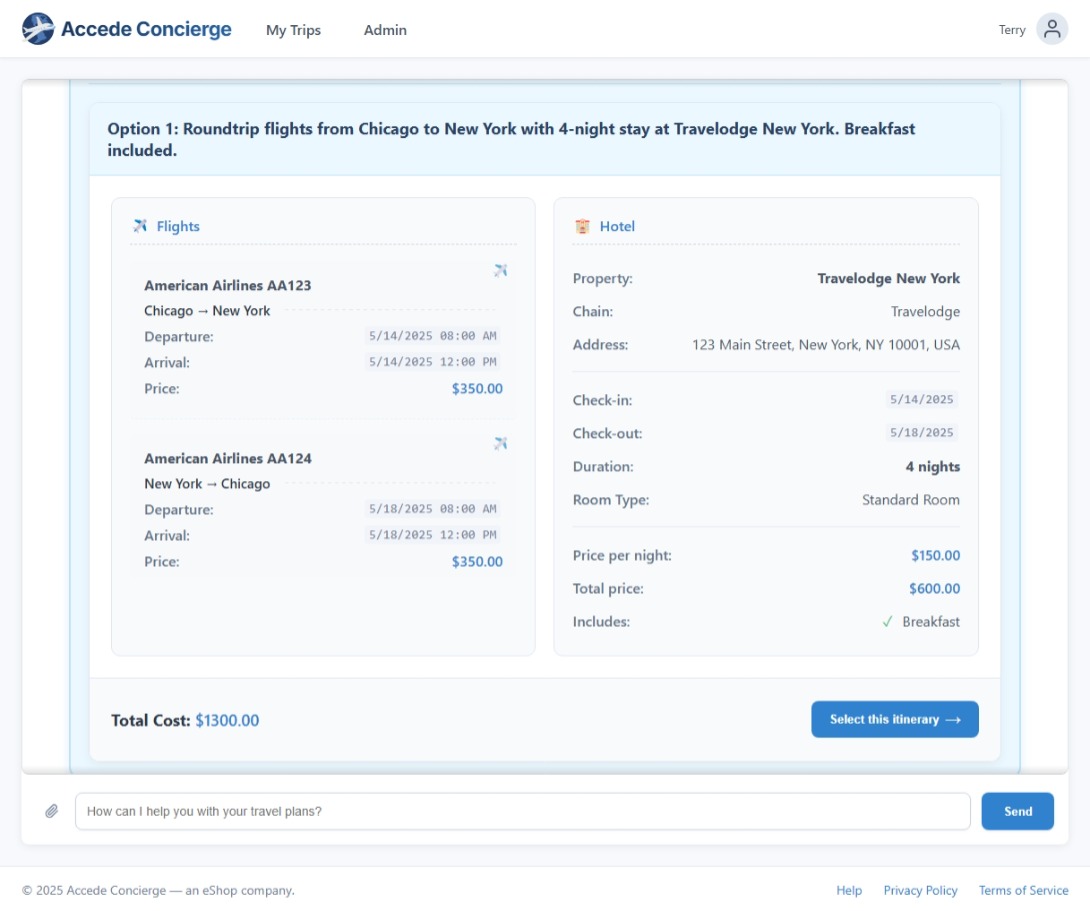 Accede Concierge My Trips Admin Terry
Option 1: Roundtrip flights from Chicago to New York with 4-night stay at Travelodge New York. Breakfast
included.
Flights
American Airlines AA123
Chicago → New York
Departure: 5/14/2025 08:00 AM
Arrival: 5/14/2025 12:00 PM
Price: $350.00
American Airlines AA124
New York → Chicago
Departure: 5/18/2025 08:00 AM
Arrival: 5/18/2025 12:00 PM
Price: $350.00
Hotel
Property: Travelodge New York
Chain: Travelodge
Address: 123 Main Street, New York, NY 10001, USA
Check-in: 5/14/2025
Check-out: 5/18/2025
Duration: 4 nights
Room Type: Standard Room
Price per night: $150.00
Total price: $600.00
Includes: ✓ Breakfast
Total Cost: $1300.00
Select this itinerary →
How can I help you with your travel plans?
Send
© 2025 Accede Concierge — an eShop company. Help Privacy Policy Terms of Service